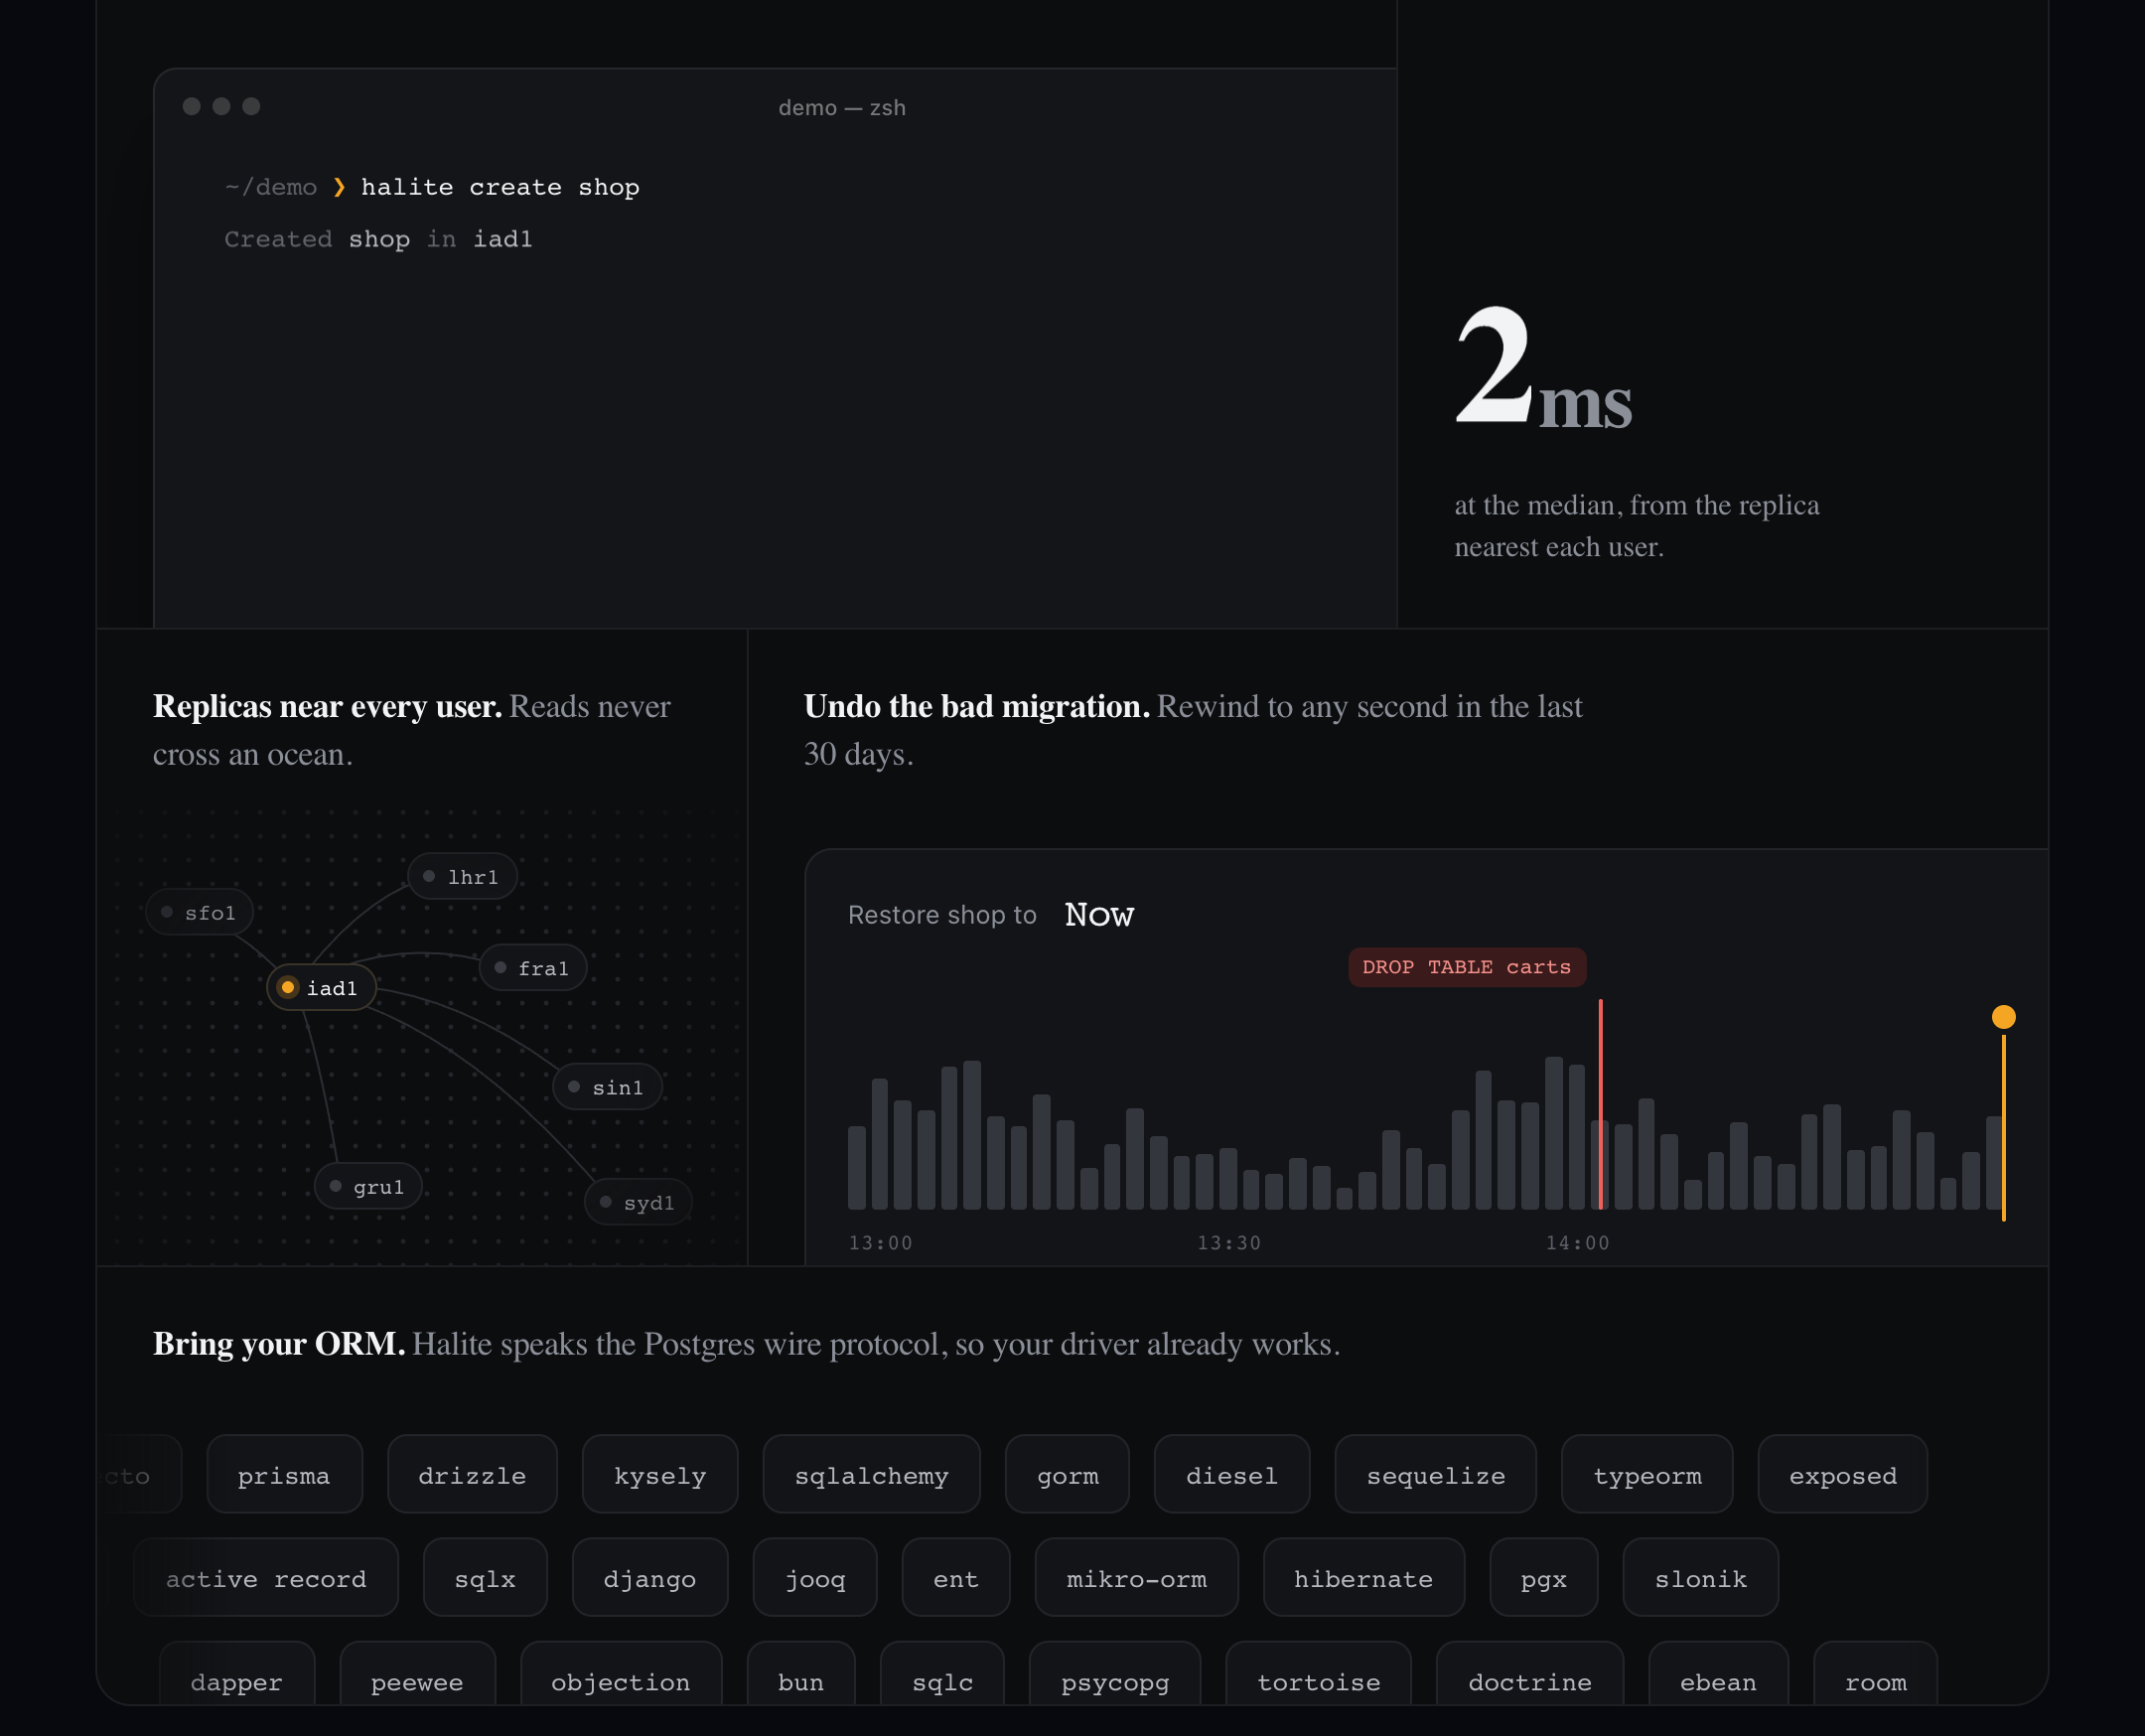 demo — zsh
~/demo ❯ halite create shop
Created shop in iad1
2ms
at the median, from the replica
nearest each user.
Replicas near every user. Reads never
cross an ocean.
lhr1
sfo1
fra1
iad1
sin1
gru1
syd1
Undo the bad migration. Rewind to any second in the last
30 days.
Restore shop to Now
DROP TABLE carts
13:00 13:30 14:00
Bring your ORM. Halite speaks the Postgres wire protocol, so your driver already works.
prisma drizzle kysely sqlalchemy gorm diesel sequelize typeorm exposed
active record sqlx django jooq ent mikro-orm hibernate pgx slonik
dapper peewee objection bun sqlc psycopg tortoise doctrine ebean room